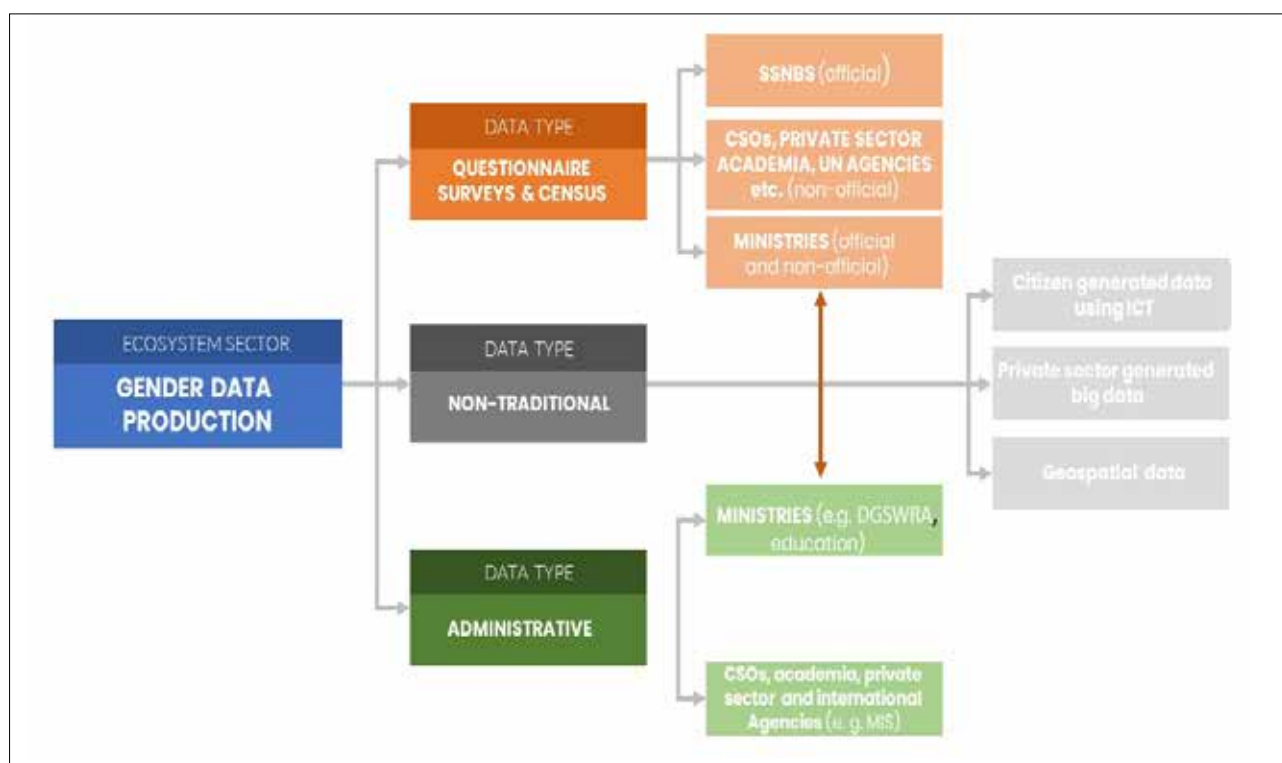 ECOSYSTEM SECTOR
GENDER DATA
PRODUCTION
DATA TYPE
QUESTIONNAIRE
SURVEYS & CENSUS
SSNBS (official)
CSOs, PRIVATE SECTOR
ACADEMIA, UN AGENCIES
etc. (non-official)
MINISTRIES (official
and non-official)
DATA TYPE
NON-TRADITIONAL
Citizen generated data
using ICT
Private sector generated
big data
Geospatial data
DATA TYPE
ADMINISTRATIVE
MINISTRIES (e.g. DGSWRA,
education)
CSOs, academia, private
sector and international
Agencies (e. g. MIS)